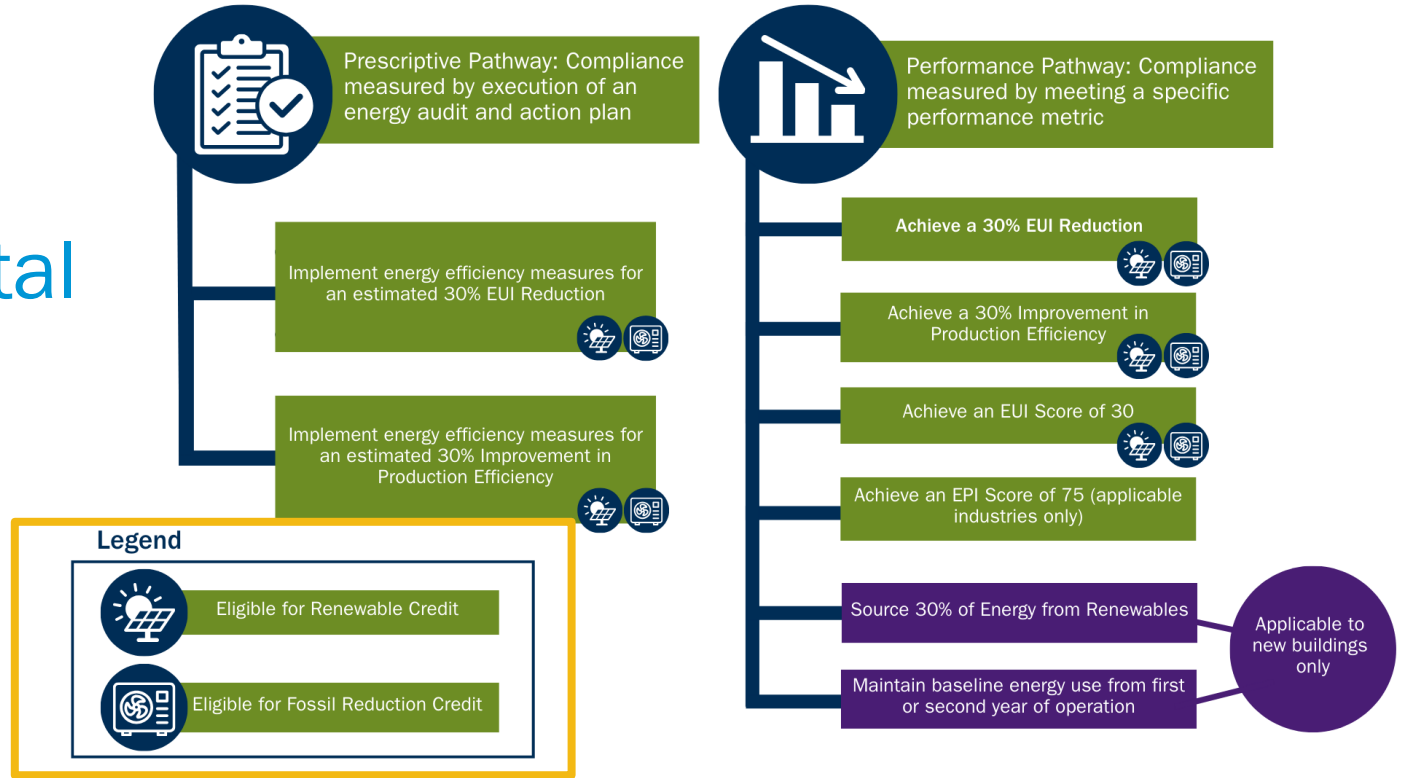 tal
Prescriptive Pathway: Compliance
measured by execution of an
energy audit and action plan
Implement energy efficiency measures for
an estimated 30% EUI Reduction
Implement energy efficiency measures for
an estimated 30% Improvement in
Production Efficiency
Performance Pathway: Compliance
measured by meeting a specific
performance metric
Achieve a 30% EUI Reduction
Achieve a 30% Improvement in
Production Efficiency
Achieve an EUI Score of 30
Achieve an EPI Score of 75 (applicable
industries only)
Source 30% of Energy from Renewables
Maintain baseline energy use from first
or second year of operation
Applicable to
new buildings
only
Legend
Eligible for Renewable Credit
Eligible for Fossil Reduction Credit